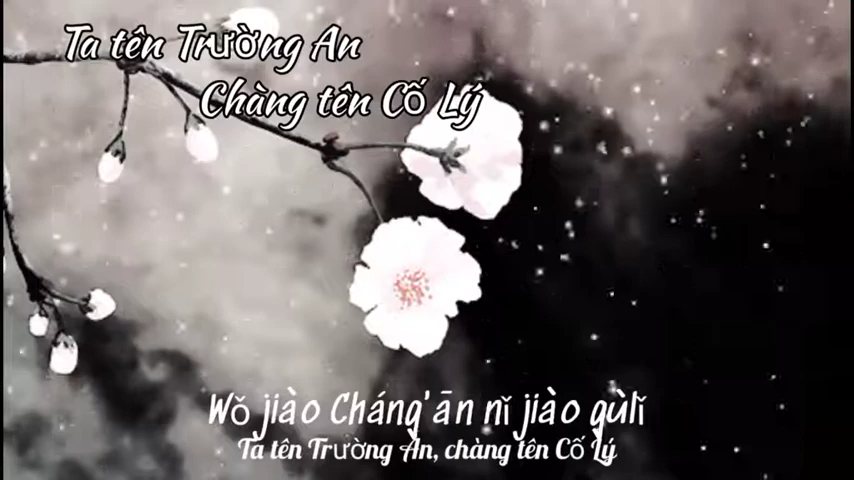 Ta tên Trường An
Chàng tên Cố Lý
Wǒ jiào Cháng'ān nǐ jiào gùlǐ
Ta tên Trường An, chàng tên Cố Lý